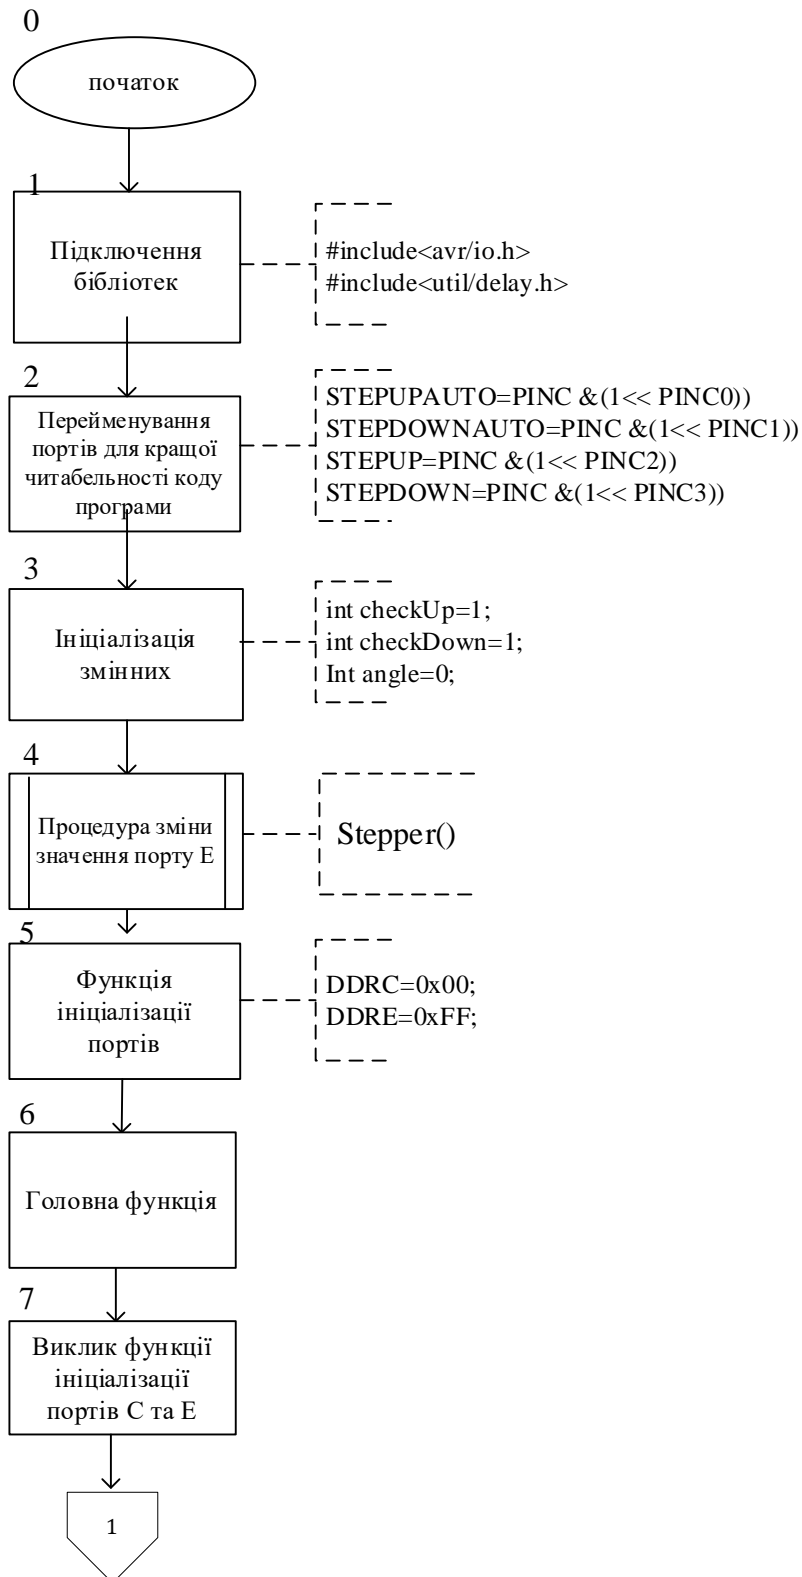 0
початок
1
Підключення
бібліотек
#include<avr/io.h>
#include<util/delay.h>
2
Перейменування
портів для кращої
читабельності коду
програми
STEPUPAUTO=PINC &(1<< PINC0))
STEPDOWNAUTO=PINC &(1<< PINC1))
STEPUP=PINC &(1<< PINC2))
STEPDOWN=PINC &(1<< PINC3))
3
Ініціалізація
змінних
int checkUp=1;
int checkDown=1;
Int angle=0;
4
Процедура зміни
значення порту Е
Stepper()
5
Функція
ініціалізації
портів
DDRC=0x00;
DDRE=0xFF;
6
Головна функція
7
Виклик функції
ініціалізації
портів С та Е
1